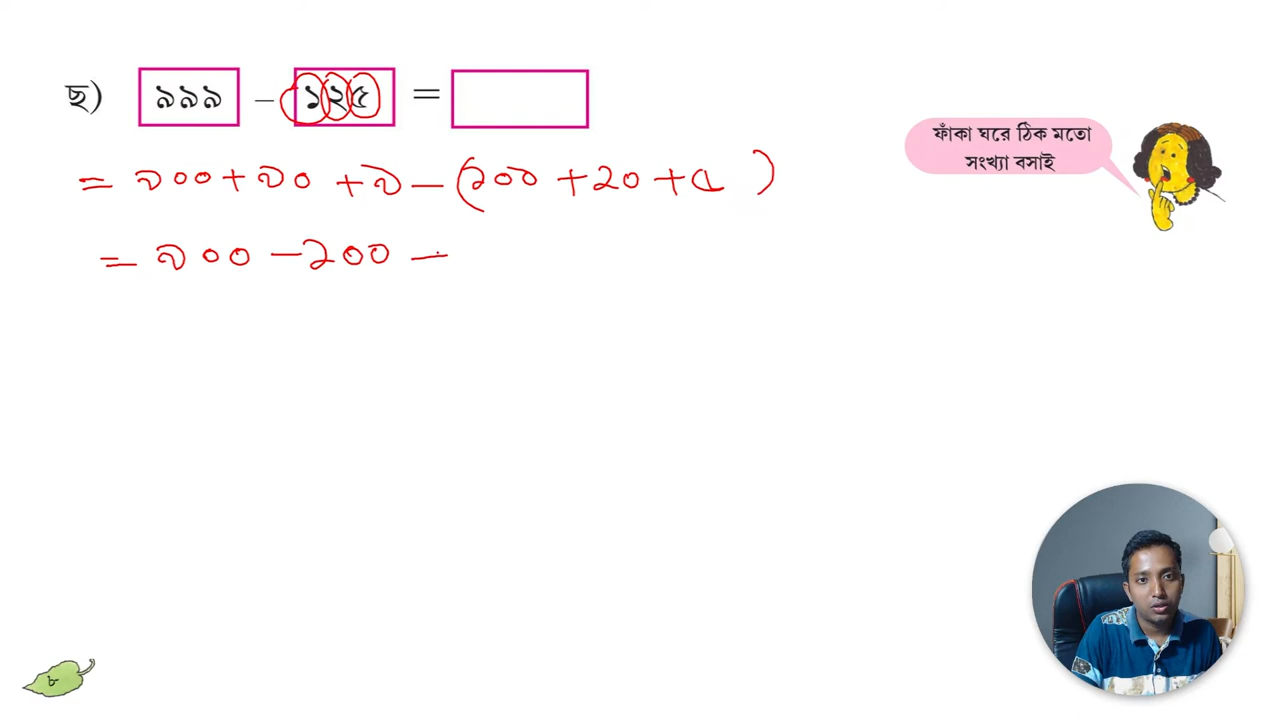 ছ) ৯৯৯ – ১২৫ =
ফাঁকা ঘরে ঠিক মতো
সংখ্যা বসাই
= ৯০০ + ৯০ + ৯ – (১০০ + ২০ + ৫)
= ৯০০ – ১০০ –
৮